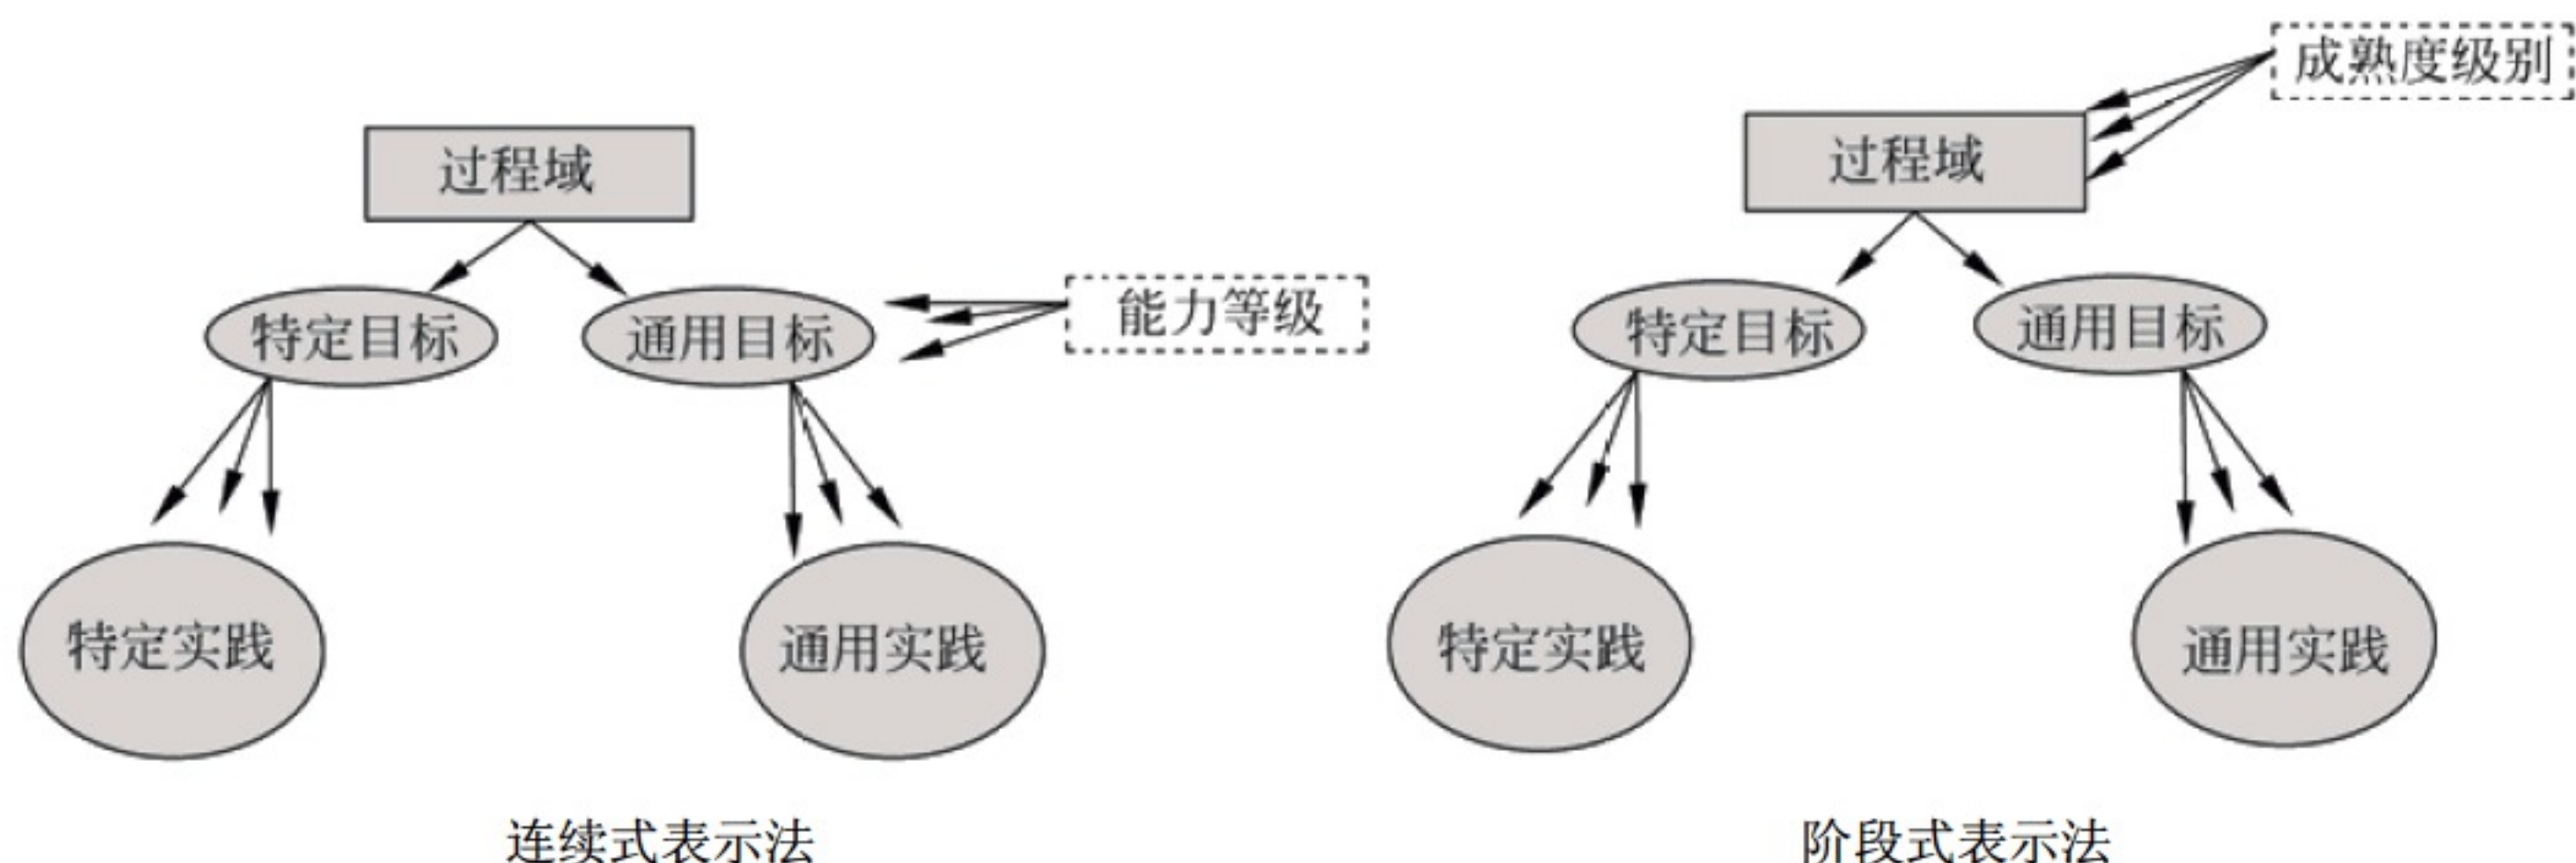 过程域
特定目标
通用目标
能力等级
特定实践
通用实践
连续式表示法
成熟度级别
过程域
特定目标
通用目标
特定实践
通用实践
阶段式表示法